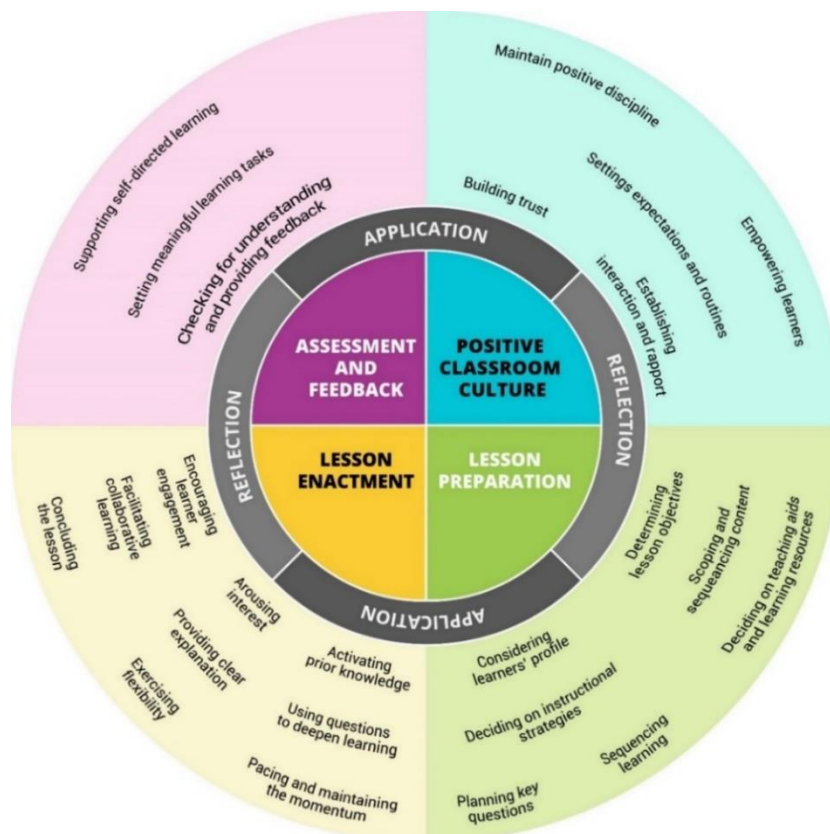 Supporting self-directed learning
Setting meaningful learning tasks
Checking for understanding
and providing feedback
Maintain positive discipline
Settings expectations and routines
Building trust
Empowering learners
Establishing
interaction and rapport
APPLICATION
REFLECTION
REFLECTION
APPLICATION
ASSESSMENT
AND
FEEDBACK
POSITIVE
CLASSROOM
CULTURE
LESSON
ENACTMENT
LESSON
PREPARATION
Encouraging
learner
engagement
Facilitating
collaborative
learning
Concluding
the lesson
Arousing
interest
Providing clear
explanation
Exercising
flexibility
Activating
prior knowledge
Using questions
to deepen learning
Pacing and maintaining
the momentum
Determining
lesson objectives
Scoping and
sequeancing content
Deciding on teaching aids
and learning resources
Considering
learners' profile
Deciding on instructional
strategies
Sequencing
learning
Planning key
questions